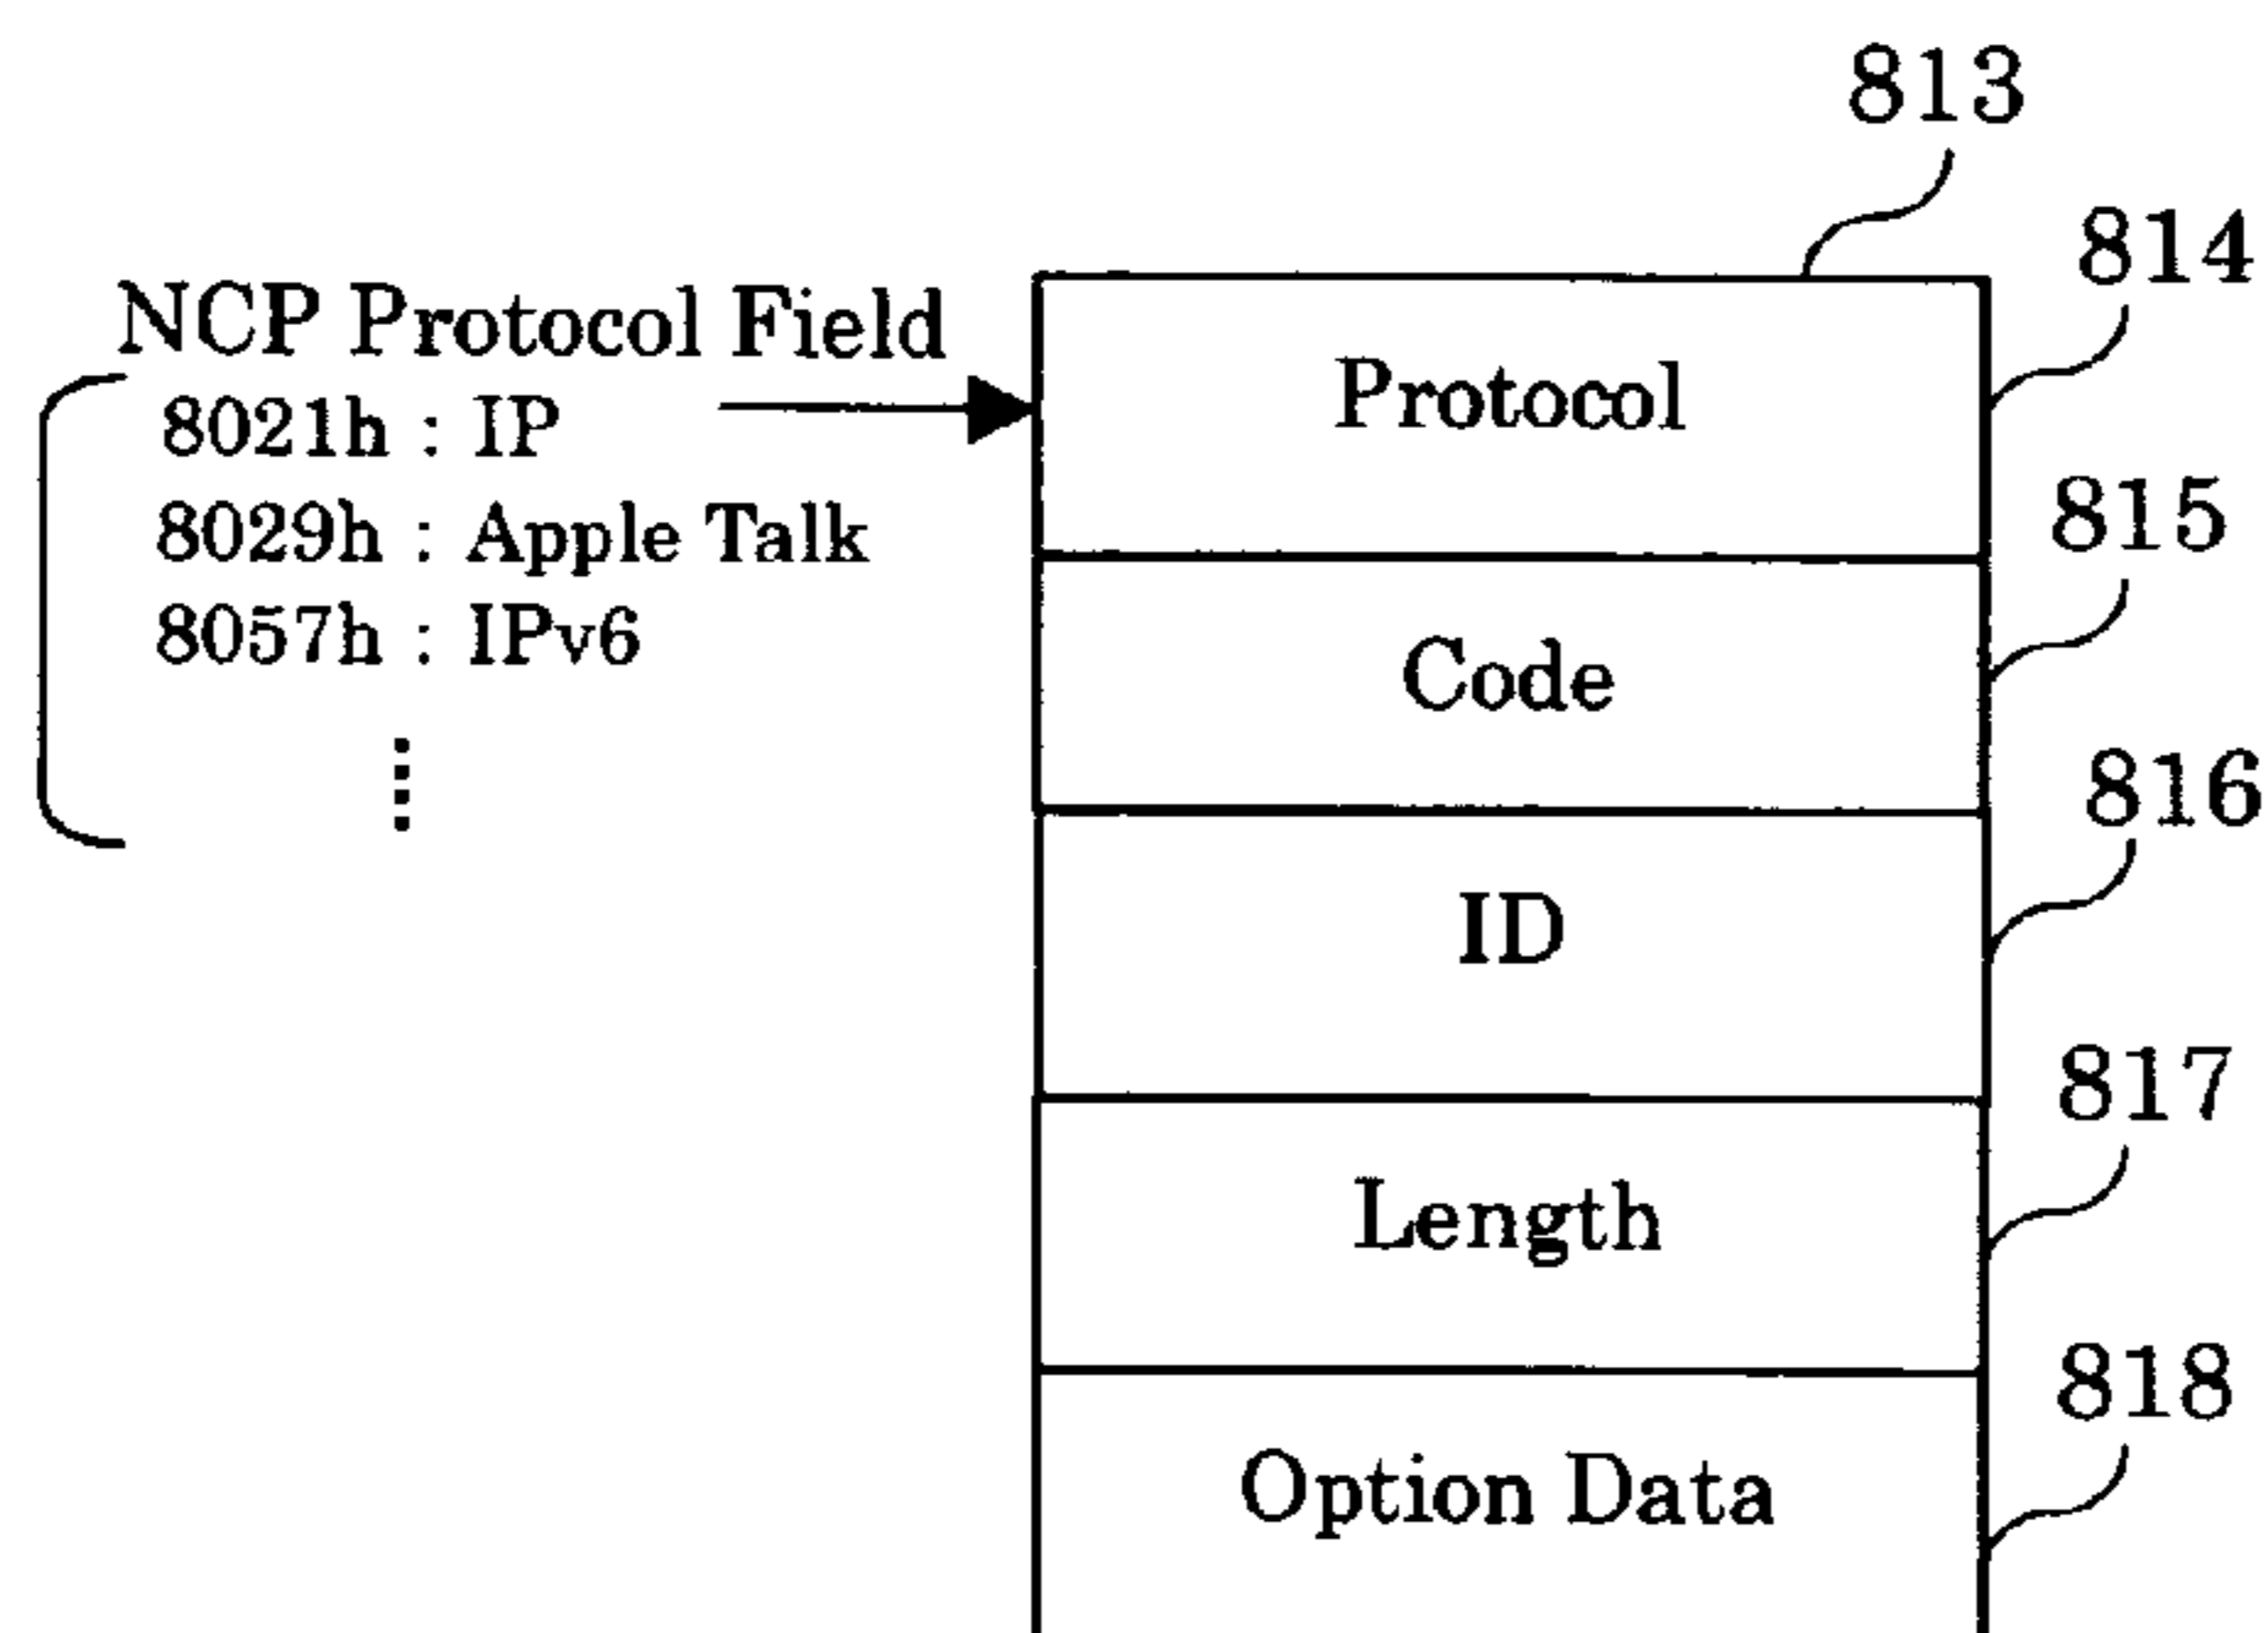 813
814
NCP Protocol Field
Protocol
8021h : IP
815
8029h : Apple Talk
8057h : IPv6
Code
816
ID
817
Length
818
Option Data